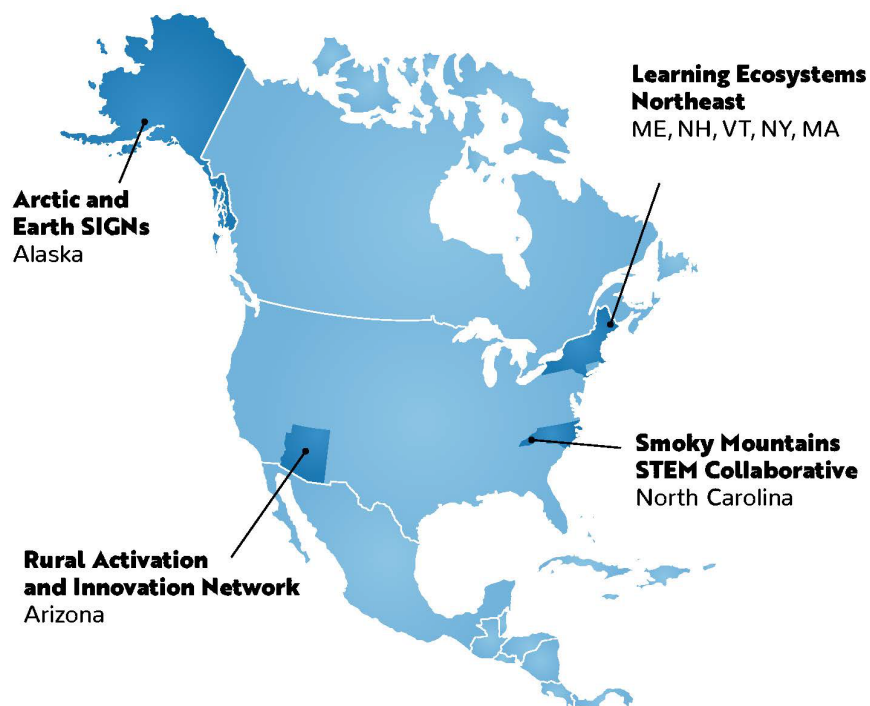 Learning Ecosystems
Northeast
ME, NH, VT, NY, MA
Arctic and
Earth SIGNs
Alaska
Smoky Mountains
STEM Collaborative
North Carolina
Rural Activation
and Innovation Network
Arizona